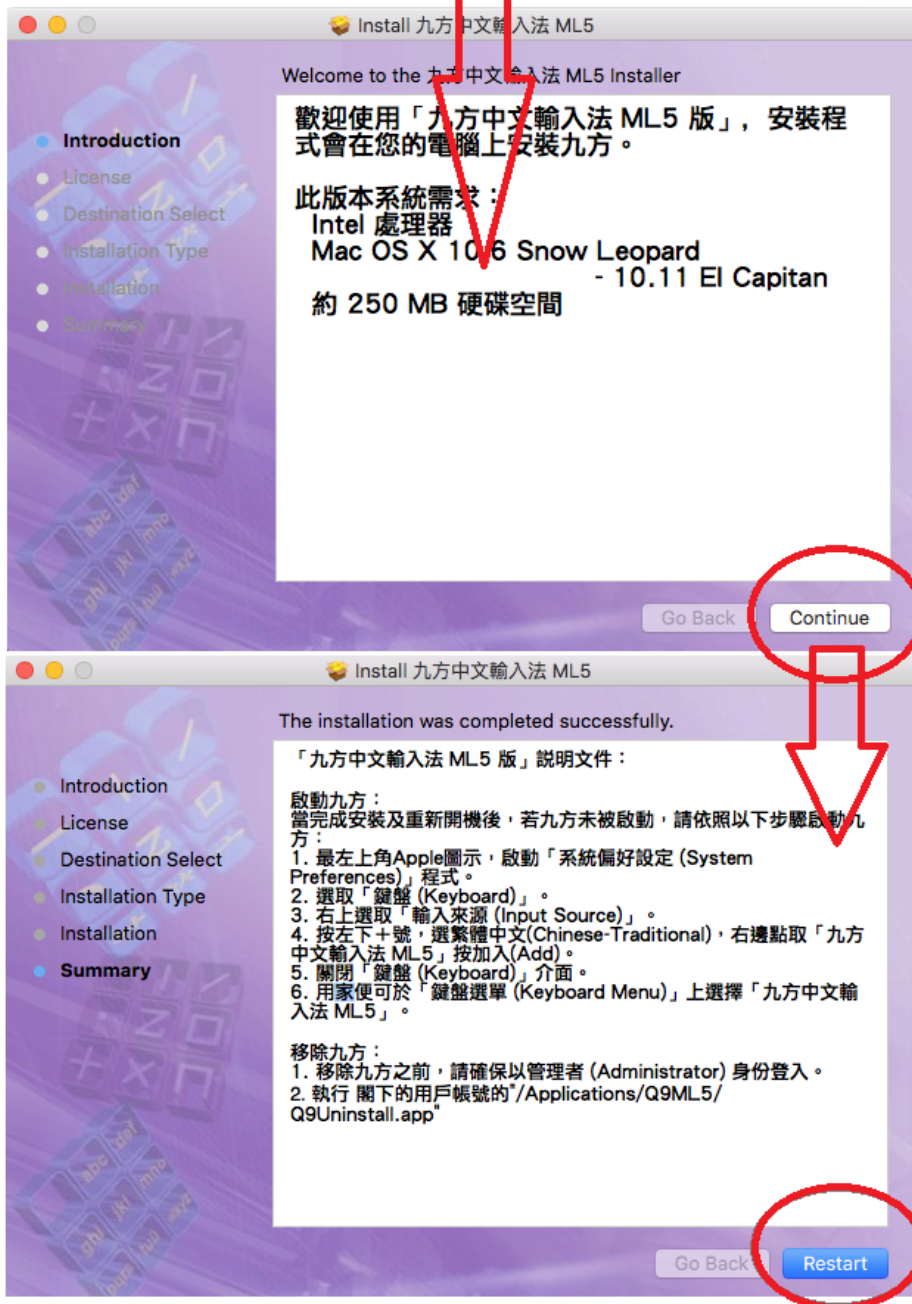 Install 九方中文輸入法 ML5
Welcome to the 九方中文輸入法 ML5 Installer
Introduction
License
Destination Select
Installation Type
Installation
Summary
歡迎使用「九方中文輸入法 ML5 版」，安裝程
式會在您的電腦上安裝九方。
此版本系統需求：
Intel 處理器
Mac OS X 10.6 Snow Leopard
- 10.11 El Capitan
約 250 MB 硬碟空間
Go Back
Continue
Install 九方中文輸入法 ML5
The installation was completed successfully.
Introduction
License
Destination Select
Installation Type
Installation
Summary
「九方中文輸入法 ML5 版」説明文件：
啟動九方：
當完成安裝及重新開機後，若九方未被啟動，請依照以下步驟啟動九
方：
1. 最左上角Apple圖示，啟動「系統偏好設定 (System
Preferences)」程式。
2. 選取「鍵盤 (Keyboard)」。
3. 右上選取「輸入來源 (Input Source)」。
4. 按左下＋號，選繁體中文(Chinese-Traditional)，右邊點取「九方
中文輸入法 ML5」按加入(Add)。
5. 關閉「鍵盤 (Keyboard)」介面。
6. 用家便可於「鍵盤選單 (Keyboard Menu)」上選擇「九方中文輸
入法 ML5」。
移除九方：
1. 移除九方之前，請確保以管理者 (Administrator) 身份登入。
2. 執行 閣下的用戶帳號的"/Applications/Q9ML5/
Q9Uninstall.app"
Go Back
Restart